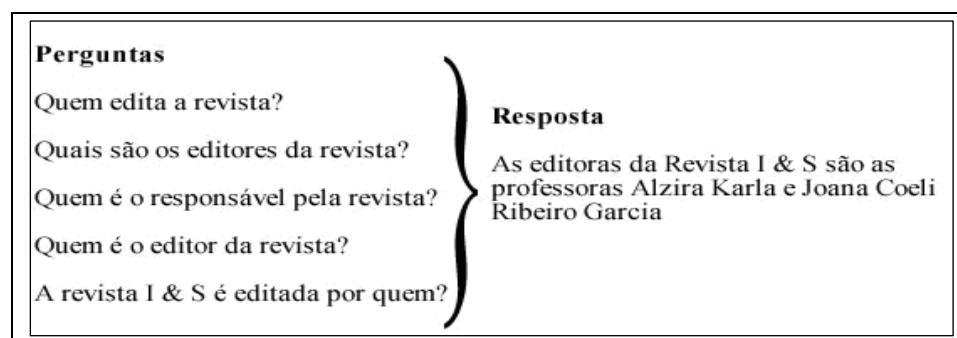 Perguntas
Quem edita a revista?
Quais são os editores da revista?
Quem é o responsável pela revista?
Quem é o editor da revista?
A revista I & S é editada por quem?
Resposta
As editoras da Revista I & S são as
professoras Alzira Karla e Joana Coeli
Ribeiro Garcia